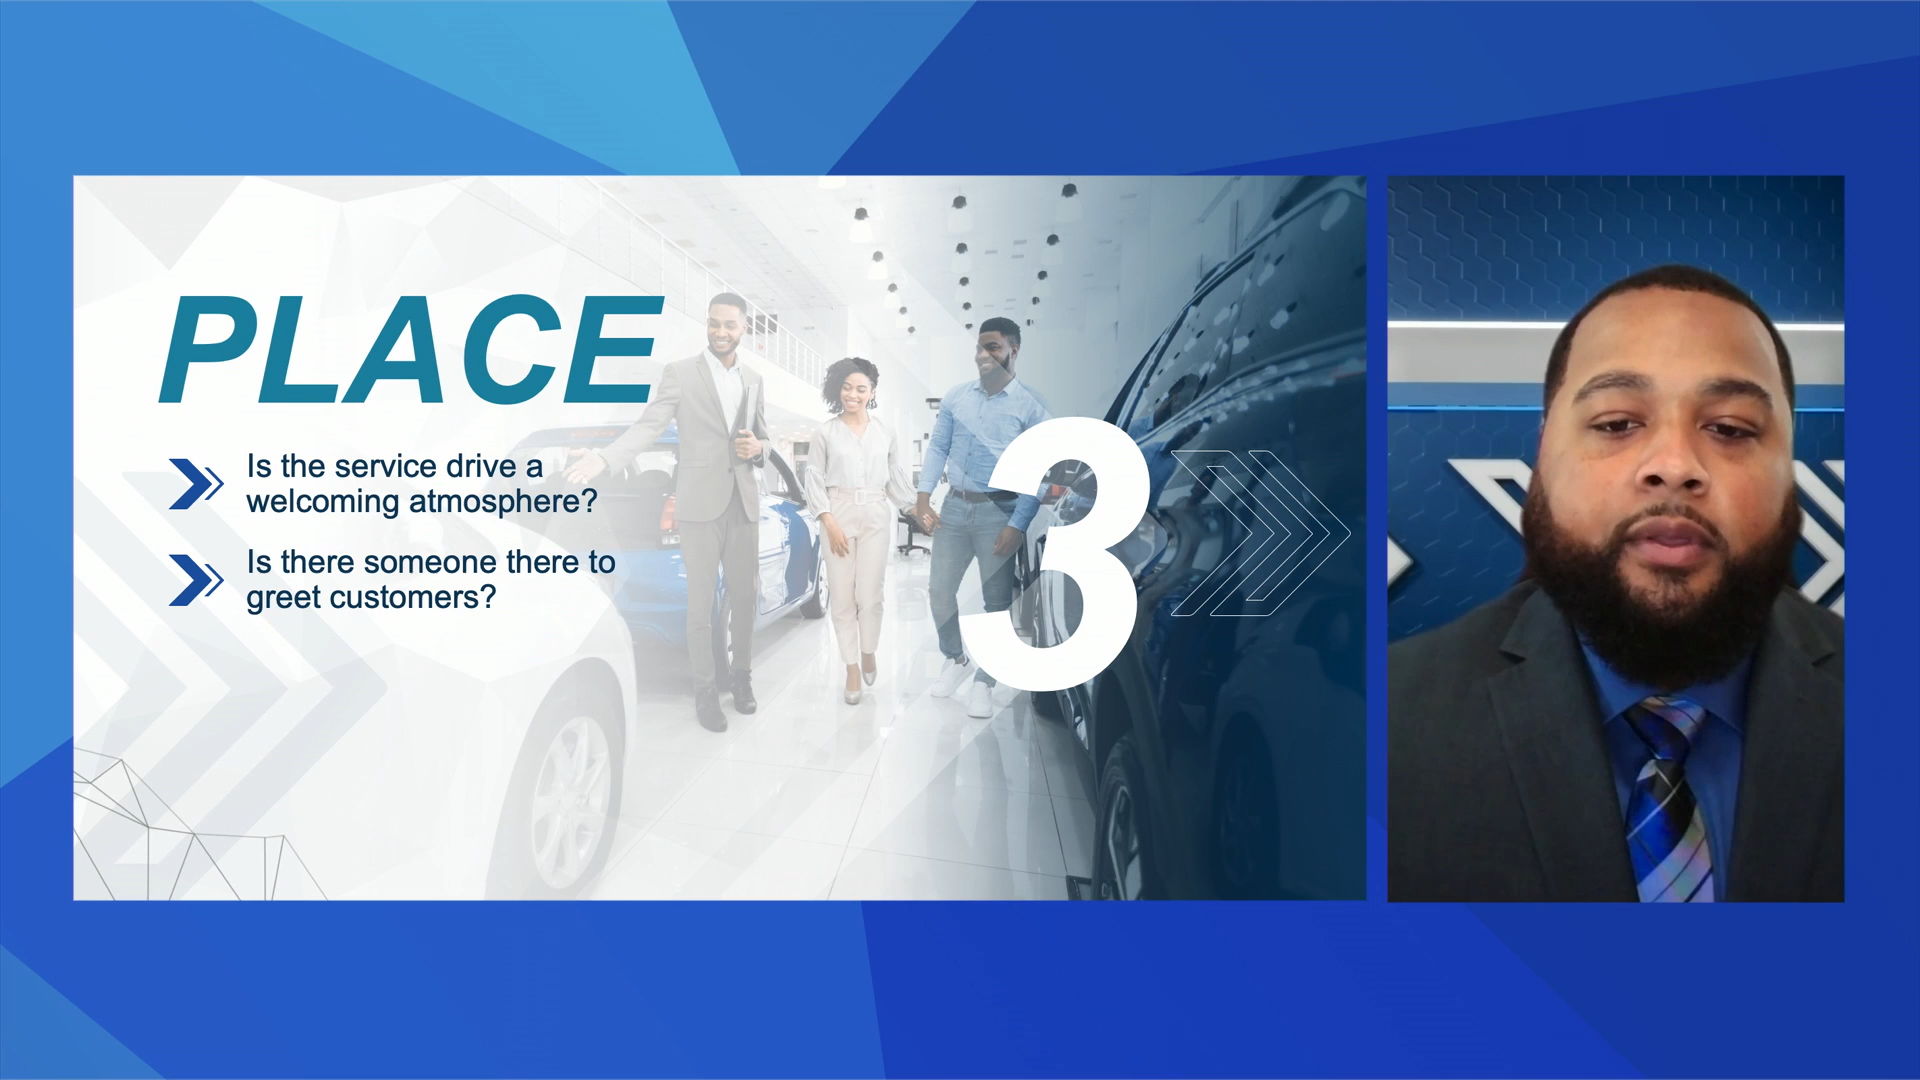 PLACE
Is the service drive a
welcoming atmosphere?
Is there someone there to
greet customers?
3